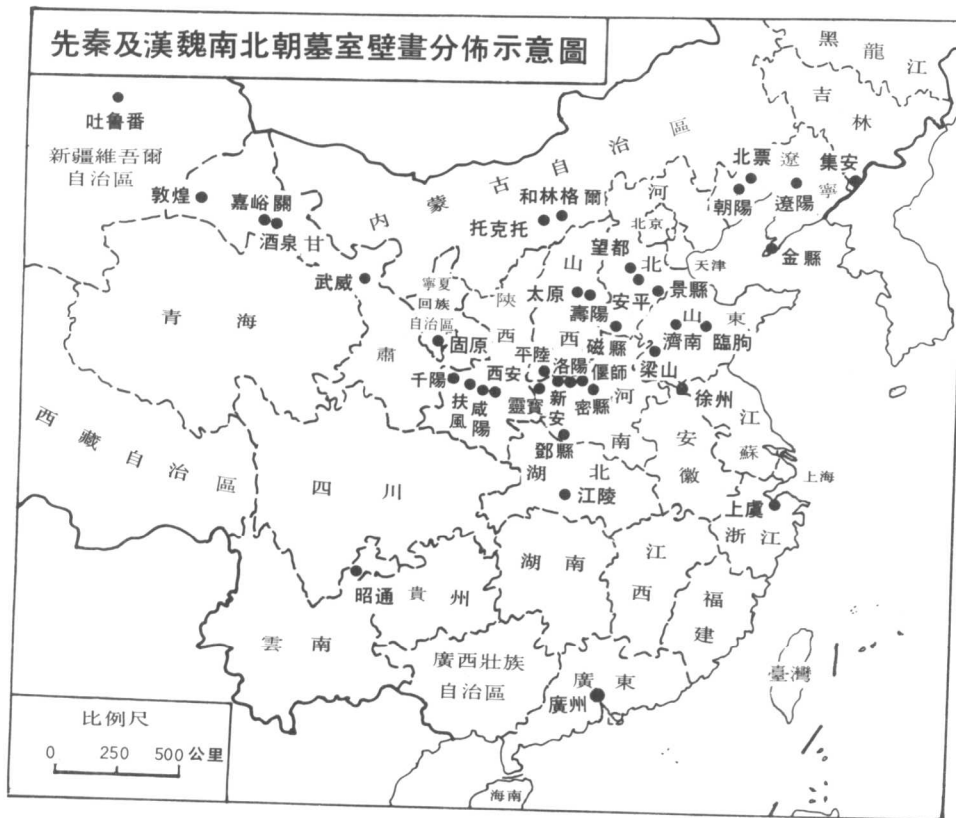 先秦及漢魏南北朝墓室壁畫分佈示意圖
黑龍江
吉林
吐魯番
新疆維吾爾
自治區
內蒙古自治區
遼寧
北票
集安
敦煌
嘉峪關
和林格爾
河北
朝陽
遼陽
酒泉
甘肅
托克托
北京
望都
天津
金縣
武威
寧夏
回族
自治區
陝西
山西
太原
壽陽
安平
景縣
山東
青海
固原
平陸
磁縣
濟南
臨朐
千陽
西安
洛陽
偃師
梁山
扶風
咸陽
靈寶
新安
密縣
河南
徐州
江蘇
西藏自治區
四川
鄧縣
湖北
安徽
上海
江陵
上虞
浙江
昭通
貴州
湖南
江西
福建
雲南
廣西壯族
自治區
廣東
廣州
臺灣
比例尺
0 250 500公里
海南